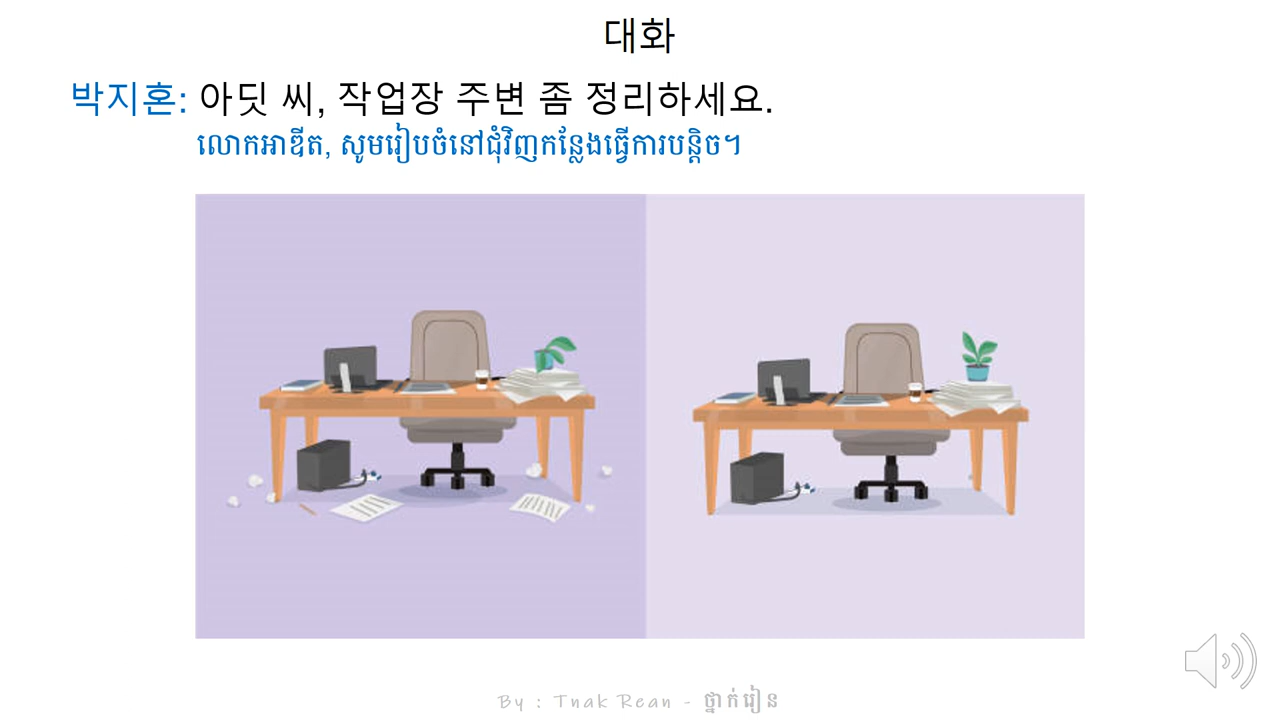 대화
박지혼: 아딧 씨, 작업장 주변 좀 정리하세요.
លោកអាឌីត, សូមរៀបចំនៅជុំវិញកន្លែងធ្វើការបន្តិច។
By : Tnak Rean - ថ្នាក់រៀន